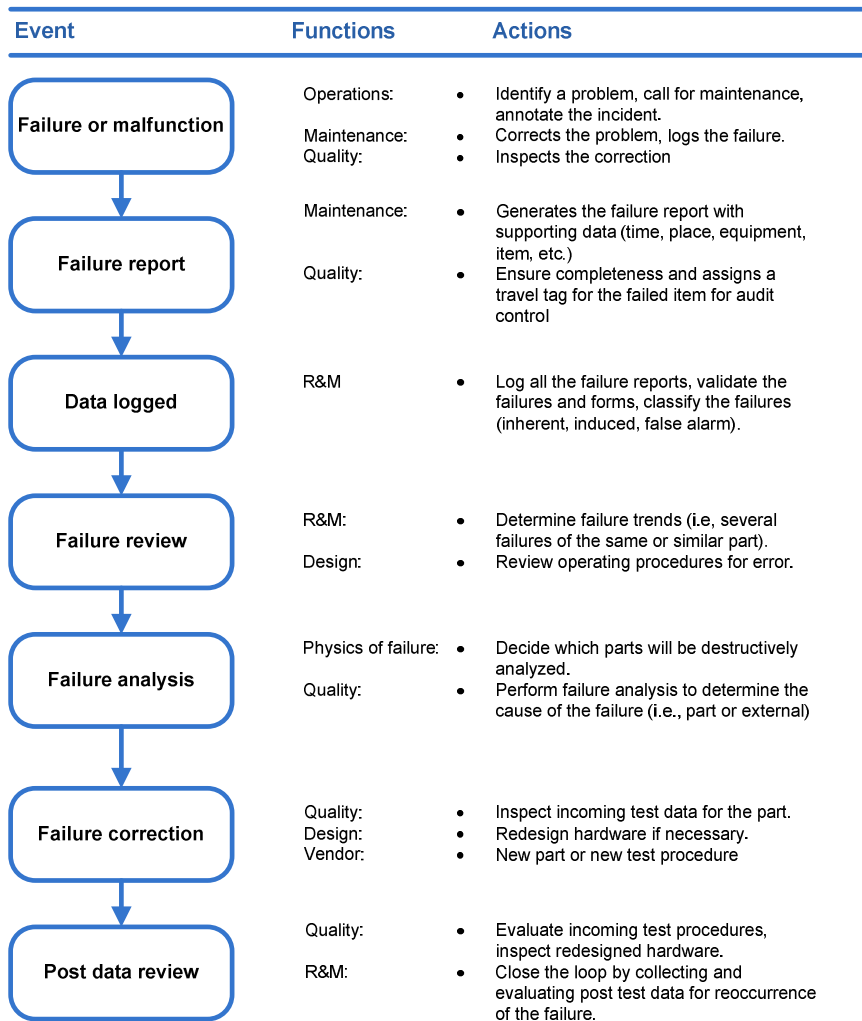 Event Functions Actions
Failure or malfunction
Operations: • Identify a problem, call for maintenance,
annotate the incident.
Maintenance: • Corrects the problem, logs the failure.
Quality: • Inspects the correction
Failure report
Maintenance: • Generates the failure report with
supporting data (time, place, equipment,
item, etc.)
Quality: • Ensure completeness and assigns a
travel tag for the failed item for audit
control
Data logged
R&M • Log all the failure reports, validate the
failures and forms, classify the failures
(inherent, induced, false alarm).
Failure review
R&M: • Determine failure trends (i.e, several
failures of the same or similar part).
Design: • Review operating procedures for error.
Failure analysis
Physics of failure: • Decide which parts will be destructively
analyzed.
Quality: • Perform failure analysis to determine the
cause of the failure (i.e., part or external)
Failure correction
Quality: • Inspect incoming test data for the part.
Design: • Redesign hardware if necessary.
Vendor: • New part or new test procedure
Post data review
Quality: • Evaluate incoming test procedures,
inspect redesigned hardware.
R&M: • Close the loop by collecting and
evaluating post test data for reoccurrence
of the failure.